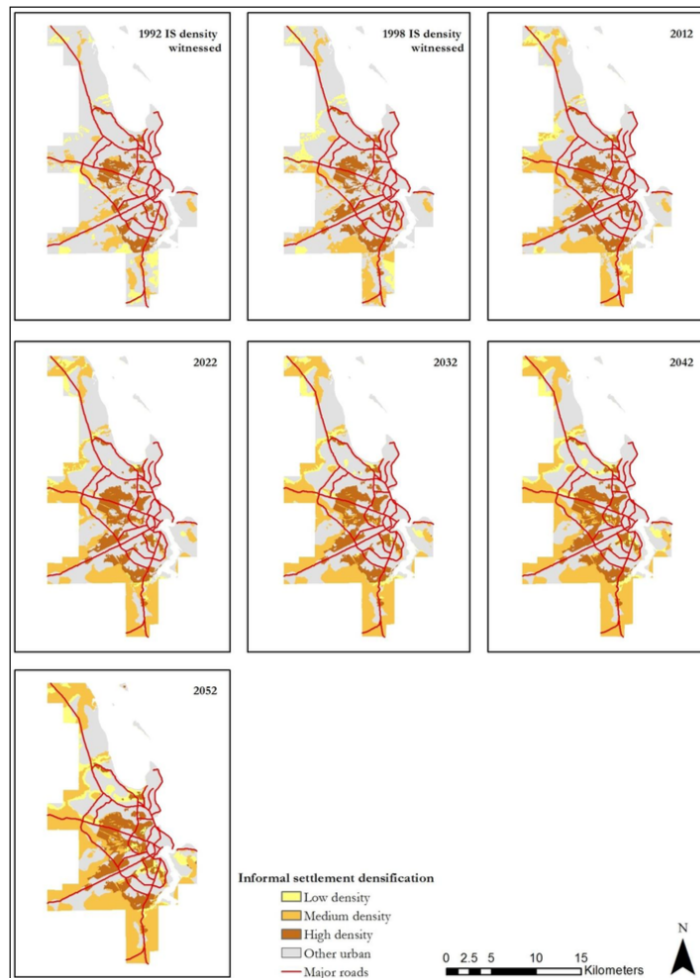 1992 IS density
witnessed
1998 IS density
witnessed
2012
2022
2032
2042
2052
Informal settlement densification
Low density
Medium density
High density
Other urban
Major roads
0 2.5 5 10 15
Kilometers
N